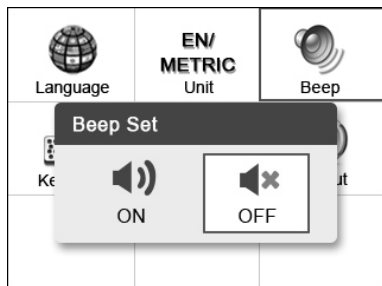 EN/
METRIC
Language
Unit
Beep
Beep Set
ON
OFF